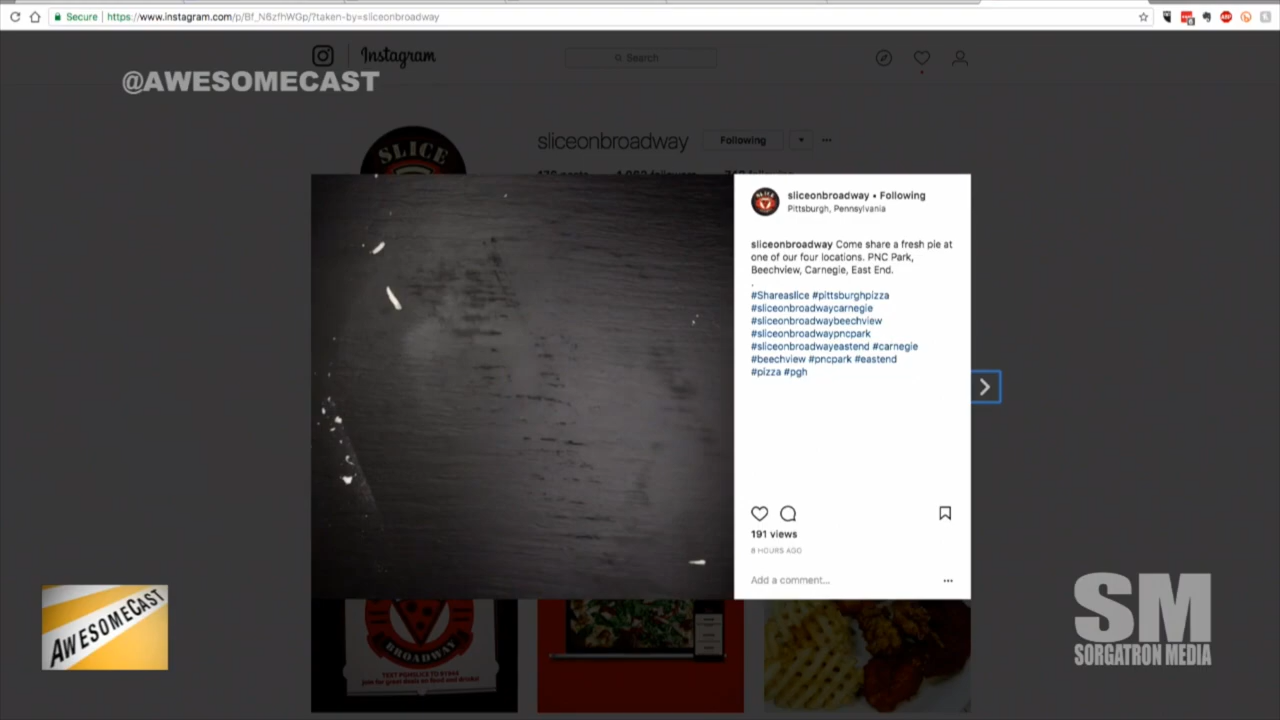 Secure
https://www.instagram.com/p/Bf_N6zfhWGp/?taken-by=sliceonbroadway
Instagram
Search
@AWESOMECAST
SLICE
sliceonbroadway
Following
sliceonbroadway • Following
Pittsburgh, Pennsylvania
sliceonbroadway Come share a fresh pie at
one of our four locations. PNC Park,
Beechview, Carnegie, East End.
.
#Shareaslice #pittsburghpizza
#sliceonbroadwaycarnegie
#sliceonbroadwaybeechview
#sliceonbroadwaypncpark
#sliceonbroadwayeastend #carnegie
#beechview #pncpark #eastend
#pizza #pgh
191 views
8 HOURS AGO
Add a comment...
AWESOMECAST
BROADWAY
SM
SORGATRON MEDIA